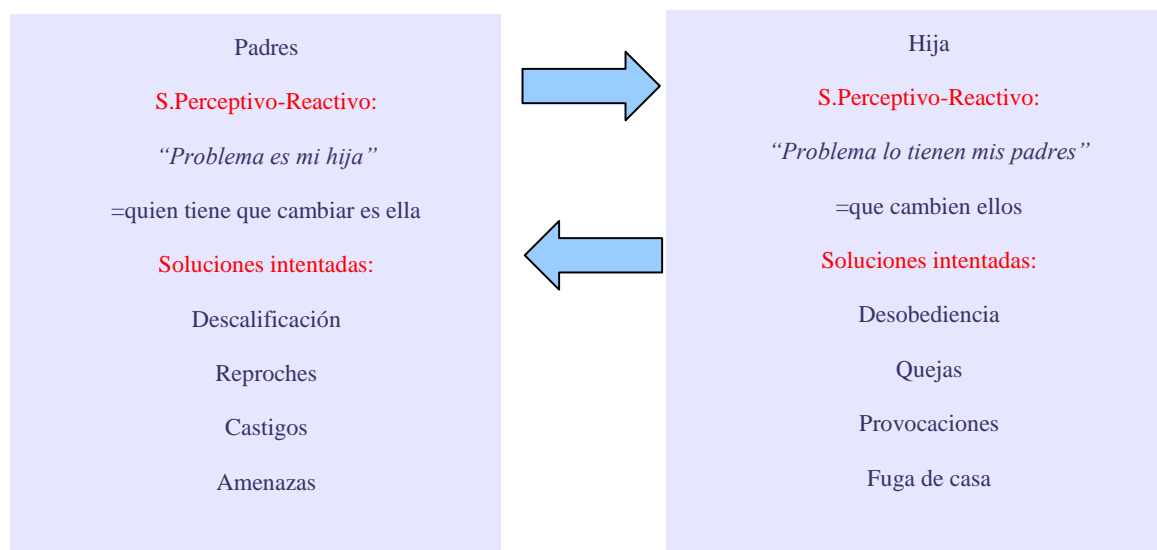 Padres
S.Perceptivo-Reactivo:
“Problema es mi hija”
=quien tiene que cambiar es ella
Soluciones intentadas:
Descalificación
Reproches
Castigos
Amenazas
Hija
S.Perceptivo-Reactivo:
“Problema lo tienen mis padres”
=que cambien ellos
Soluciones intentadas:
Desobediencia
Quejas
Provocaciones
Fuga de casa